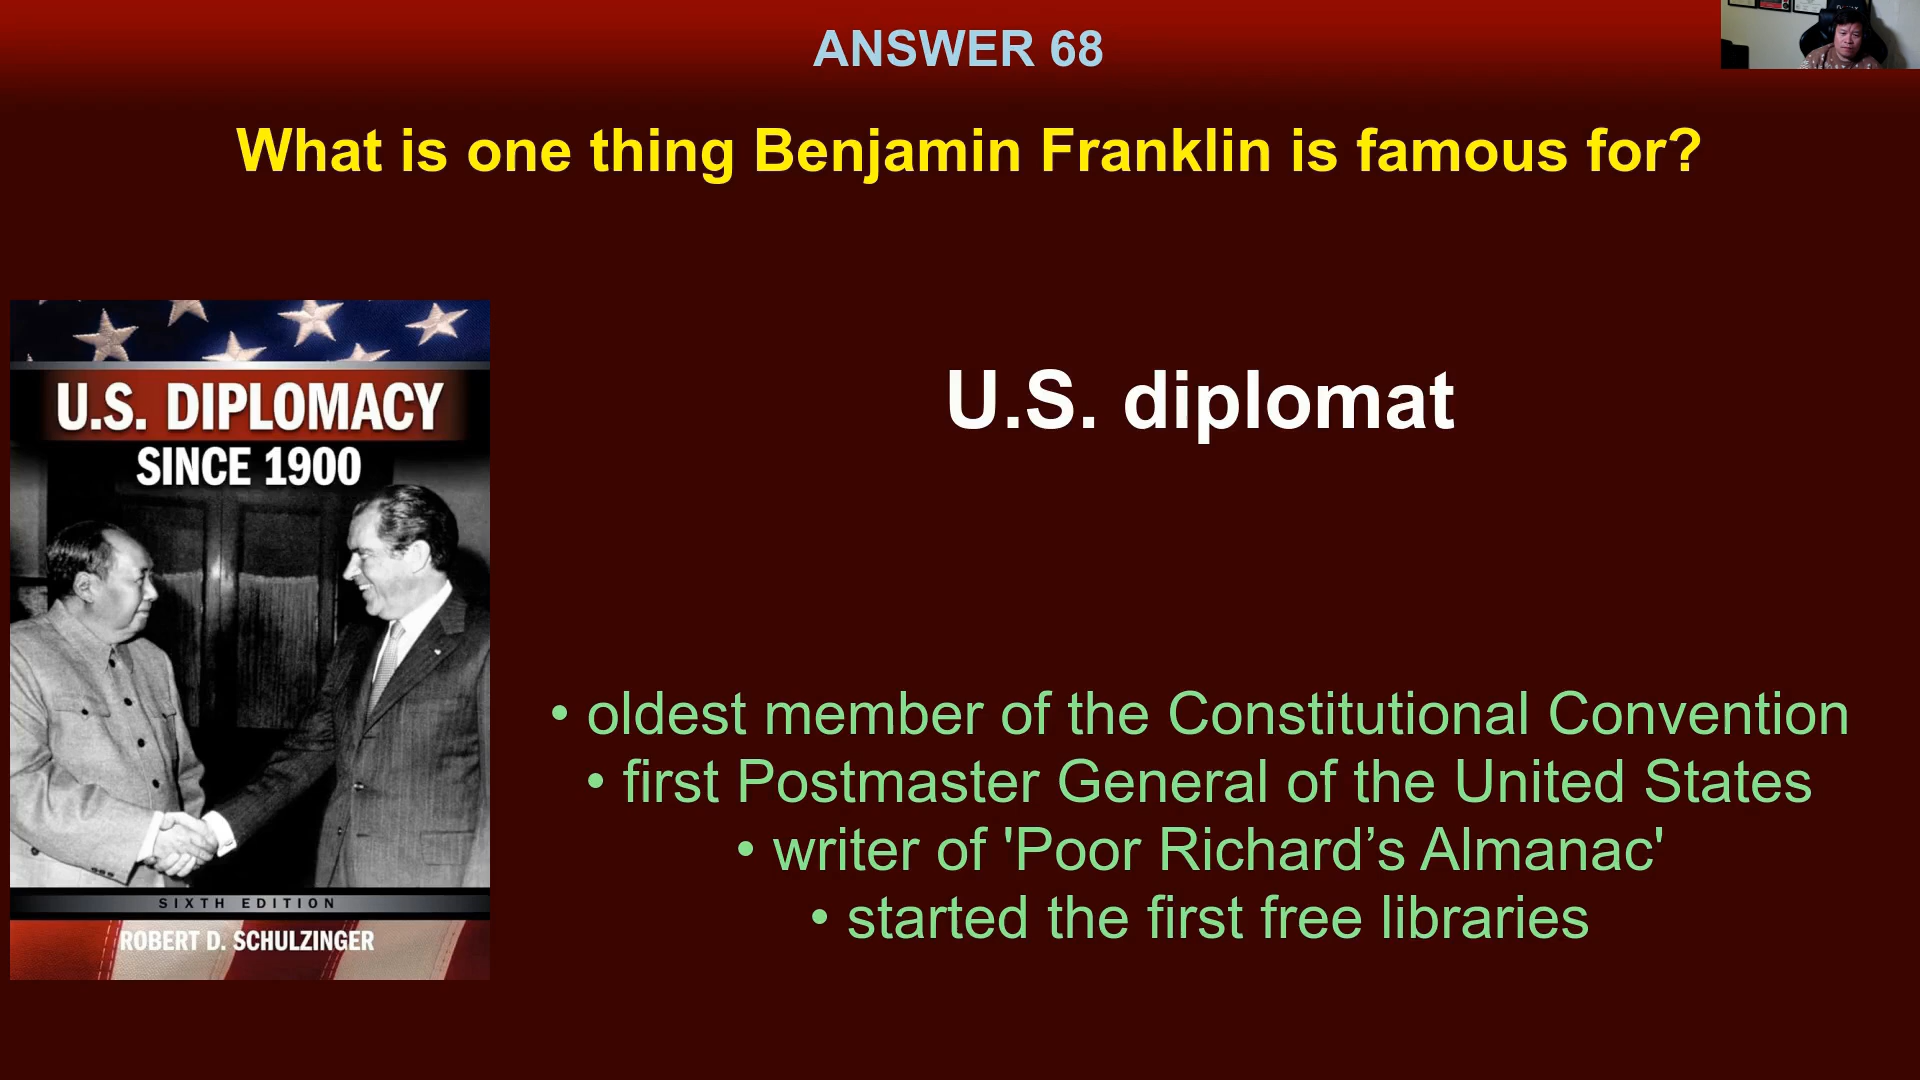 ANSWER 68
What is one thing Benjamin Franklin is famous for?
U.S. DIPLOMACY
SINCE 1900
SIXTH EDITION
ROBERT D. SCHULZINGER
U.S. diplomat
• oldest member of the Constitutional Convention
• first Postmaster General of the United States
• writer of 'Poor Richard’s Almanac'
• started the first free libraries